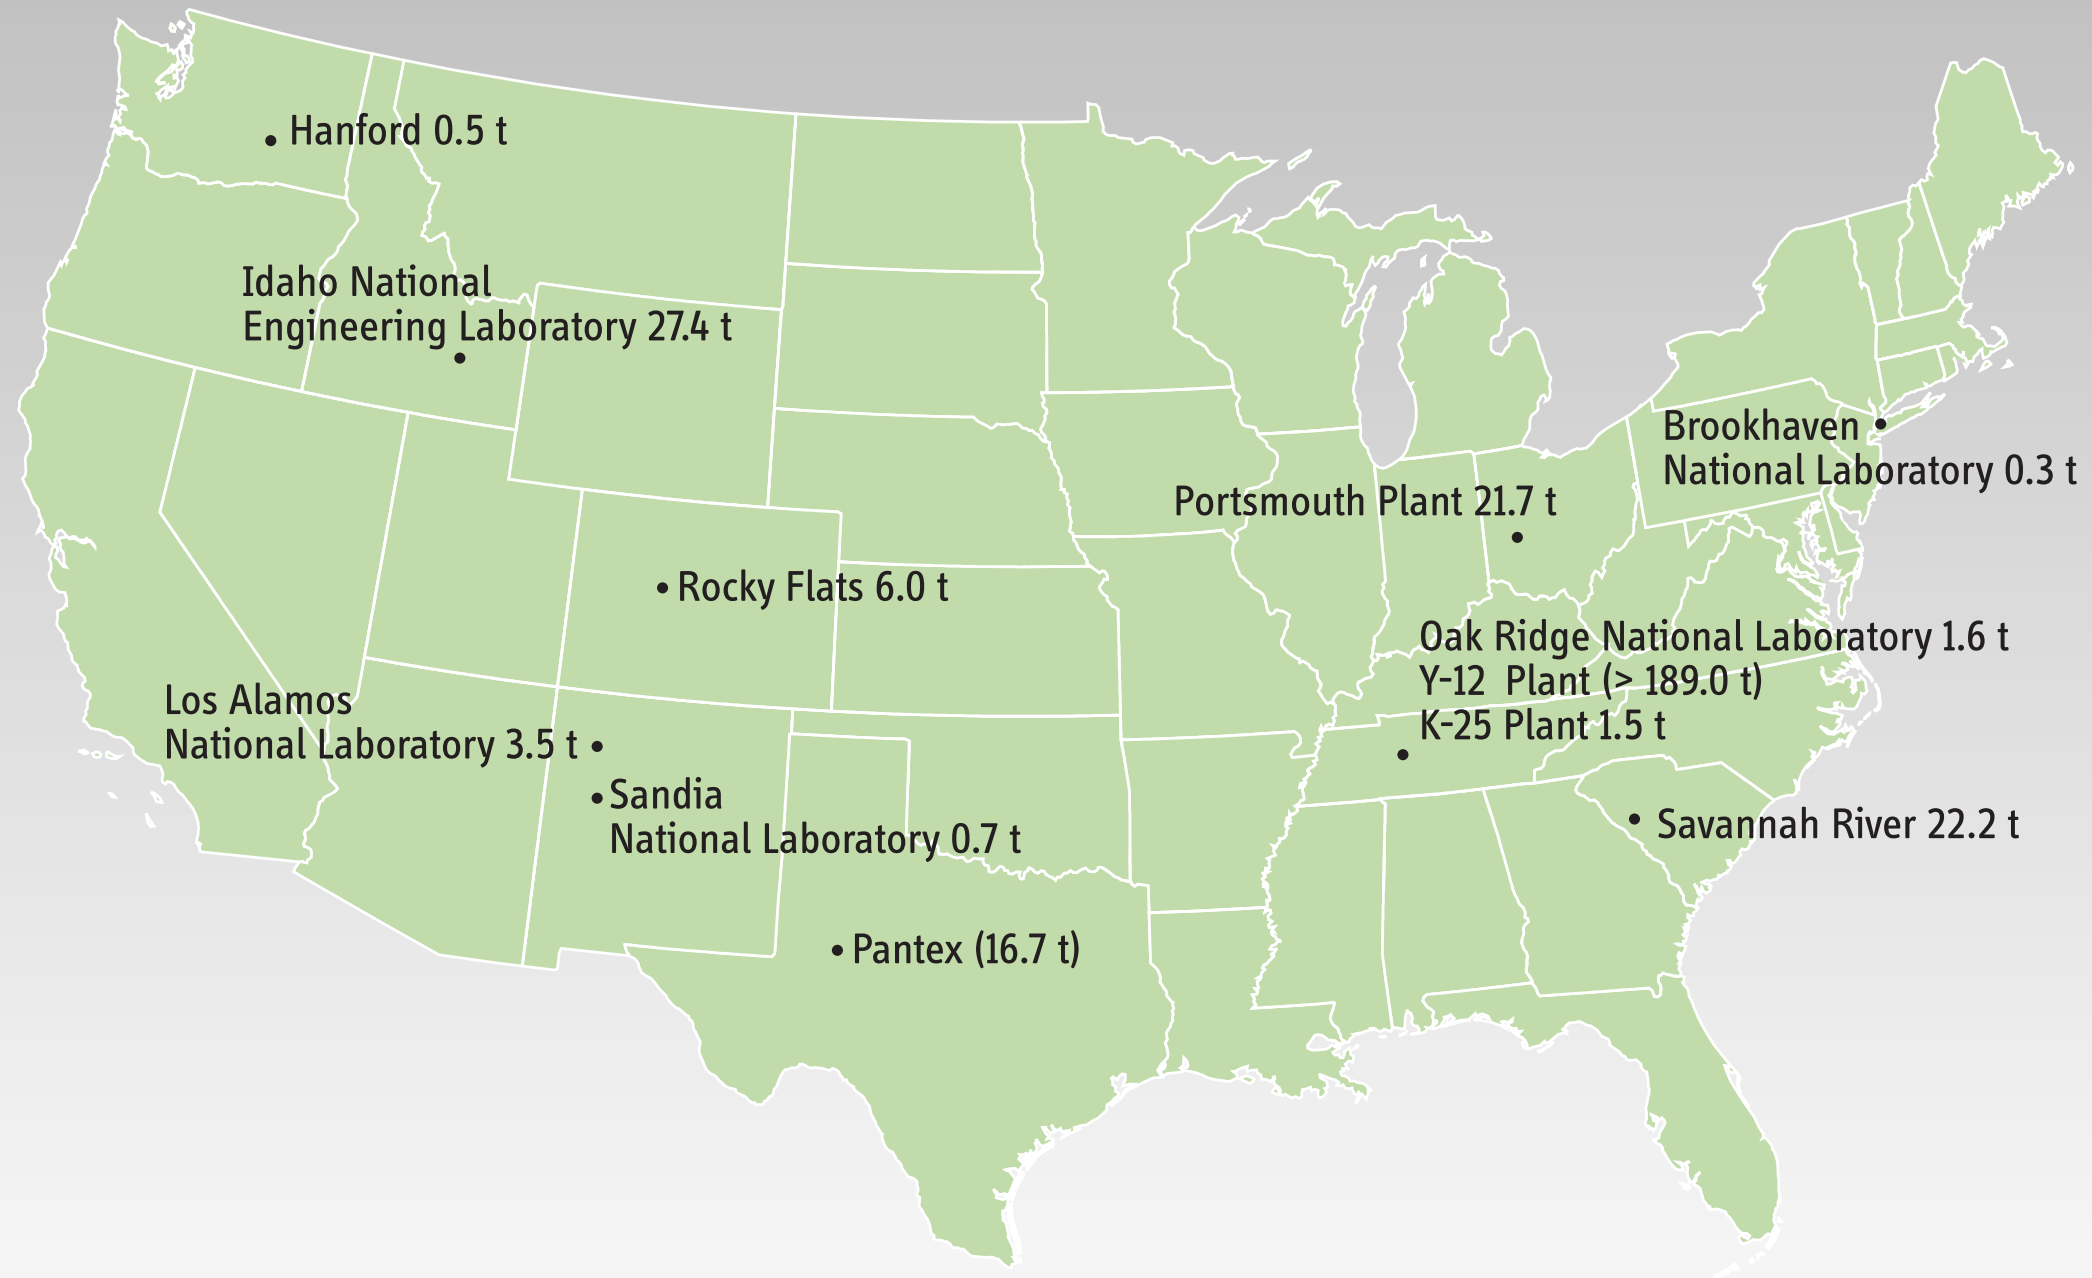 Hanford 0.5 t
Idaho National
Engineering Laboratory 27.4 t
Brookhaven
National Laboratory 0.3 t
Portsmouth Plant 21.7 t
Rocky Flats 6.0 t
Oak Ridge National Laboratory 1.6 t
Y-12 Plant (> 189.0 t)
K-25 Plant 1.5 t
Los Alamos
National Laboratory 3.5 t
Sandia
National Laboratory 0.7 t
Savannah River 22.2 t
Pantex (16.7 t)